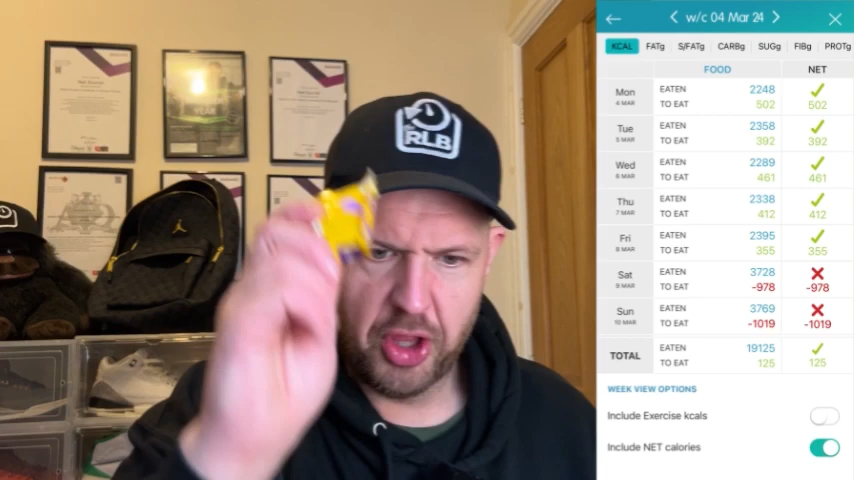 RLB
← < w/c 04 Mar 24 > ×
KCAL FATg S/FATg CARBg SUGg FIBg PROTg
FOOD NET
Mon EATEN 2248
4 MAR TO EAT 502 502
Tue EATEN 2358
5 MAR TO EAT 392 392
Wed EATEN 2289
6 MAR TO EAT 461 461
Thu EATEN 2338
7 MAR TO EAT 412 412
Fri EATEN 2395
8 MAR TO EAT 355 355
Sat EATEN 3728
9 MAR TO EAT -978 -978
Sun EATEN 3769
10 MAR TO EAT -1019 -1019
TOTAL EATEN 19125
TO EAT 125 125
WEEK VIEW OPTIONS
Include Exercise kcals
Include NET calories